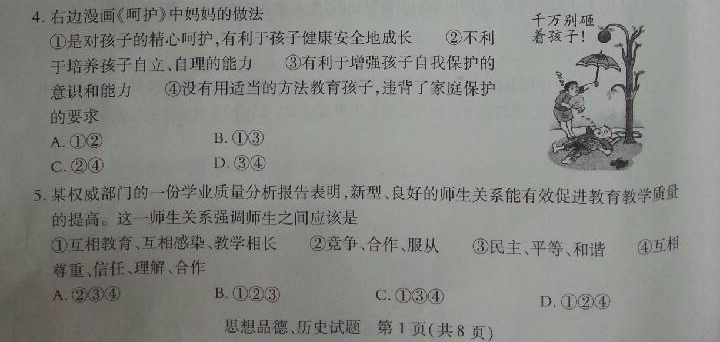 4. 右边漫画《呵护》中妈妈的做法
千万别砸着孩子!
①是对孩子的精心呵护,有利于孩子健康安全地成长 ②不利
于培养孩子自立、自理的能力 ③有利于增强孩子自我保护的
意识和能力 ④没有用适当的方法教育孩子,违背了家庭保护
的要求
A. ①② B. ①③
C. ②④ D. ③④
5. 某权威部门的一份学业质量分析报告表明,新型、良好的师生关系能有效促进教育教学质量
的提高。这一师生关系强调师生之间应该是
①互相教育、互相感染、教学相长 ②竞争、合作、服从 ③民主、平等、和谐 ④互相
尊重、信任、理解、合作
A. ②③④ B. ①②③ C. ①③④ D. ①②④
思想品德、历史试题 第1页(共8页)